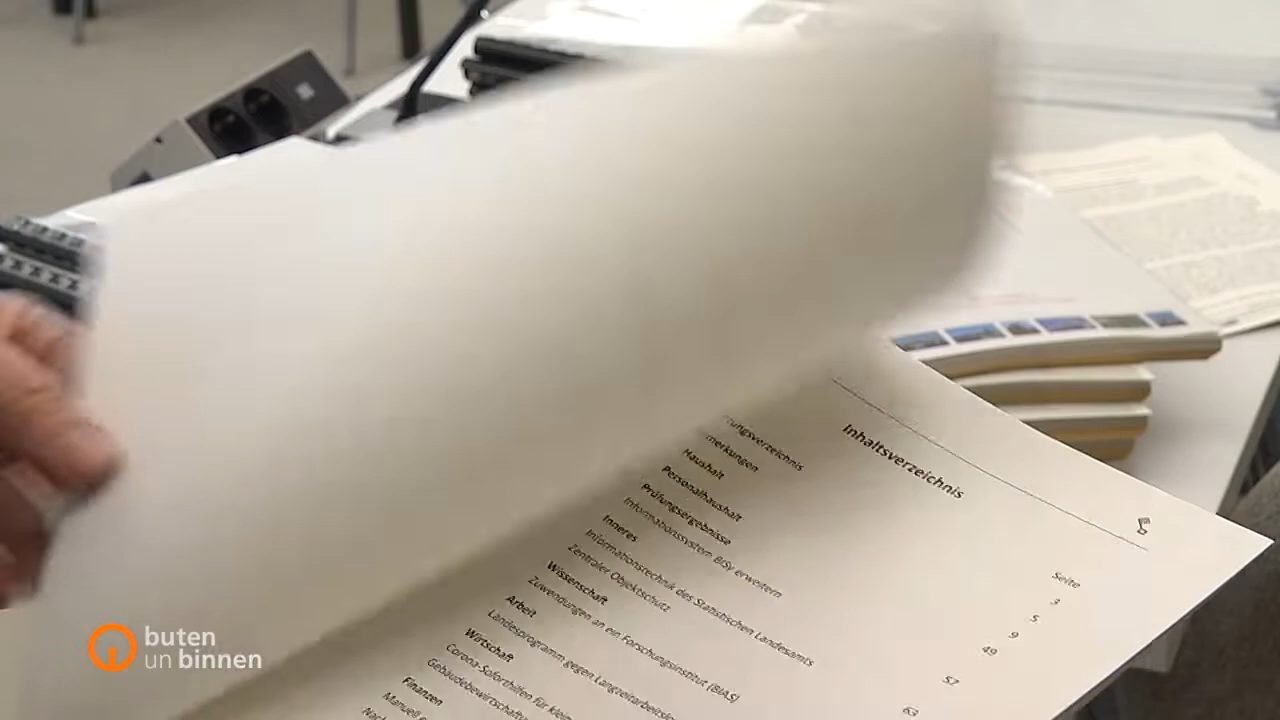 Inhaltsverzeichnis
Seite
ungsverzeichnis 3
merkungen 5
Haushalt 9
Personalhaushalt 49
Prüfungsergebnisse
Informationssystem BISy erweitern 57
Inneres
Informationstechnik des Statistischen Landesamts 63
Zentraler Objektschutz
Wissenschaft
Zuwendungen an ein Forschungsinstitut (BIAS)
Arbeit
Landesprogramm gegen
Wirtschaft
Corona-Soforthilfen für
Finanzen
Manuell
buten
un binnen